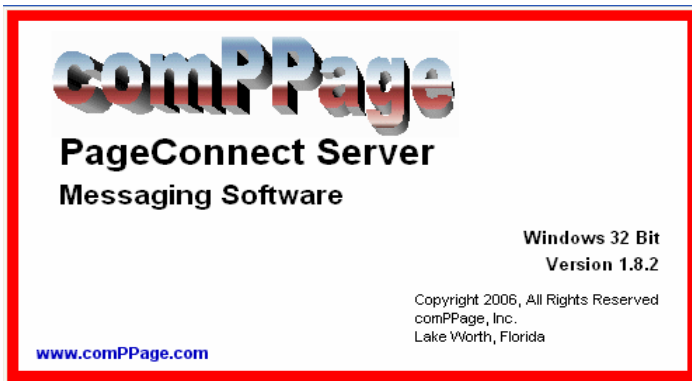 comPPage
PageConnect Server
Messaging Software
Windows 32 Bit
Version 1.8.2
Copyright 2006, All Rights Reserved
comPPage, Inc.
Lake Worth, Florida
www.comPPage.com